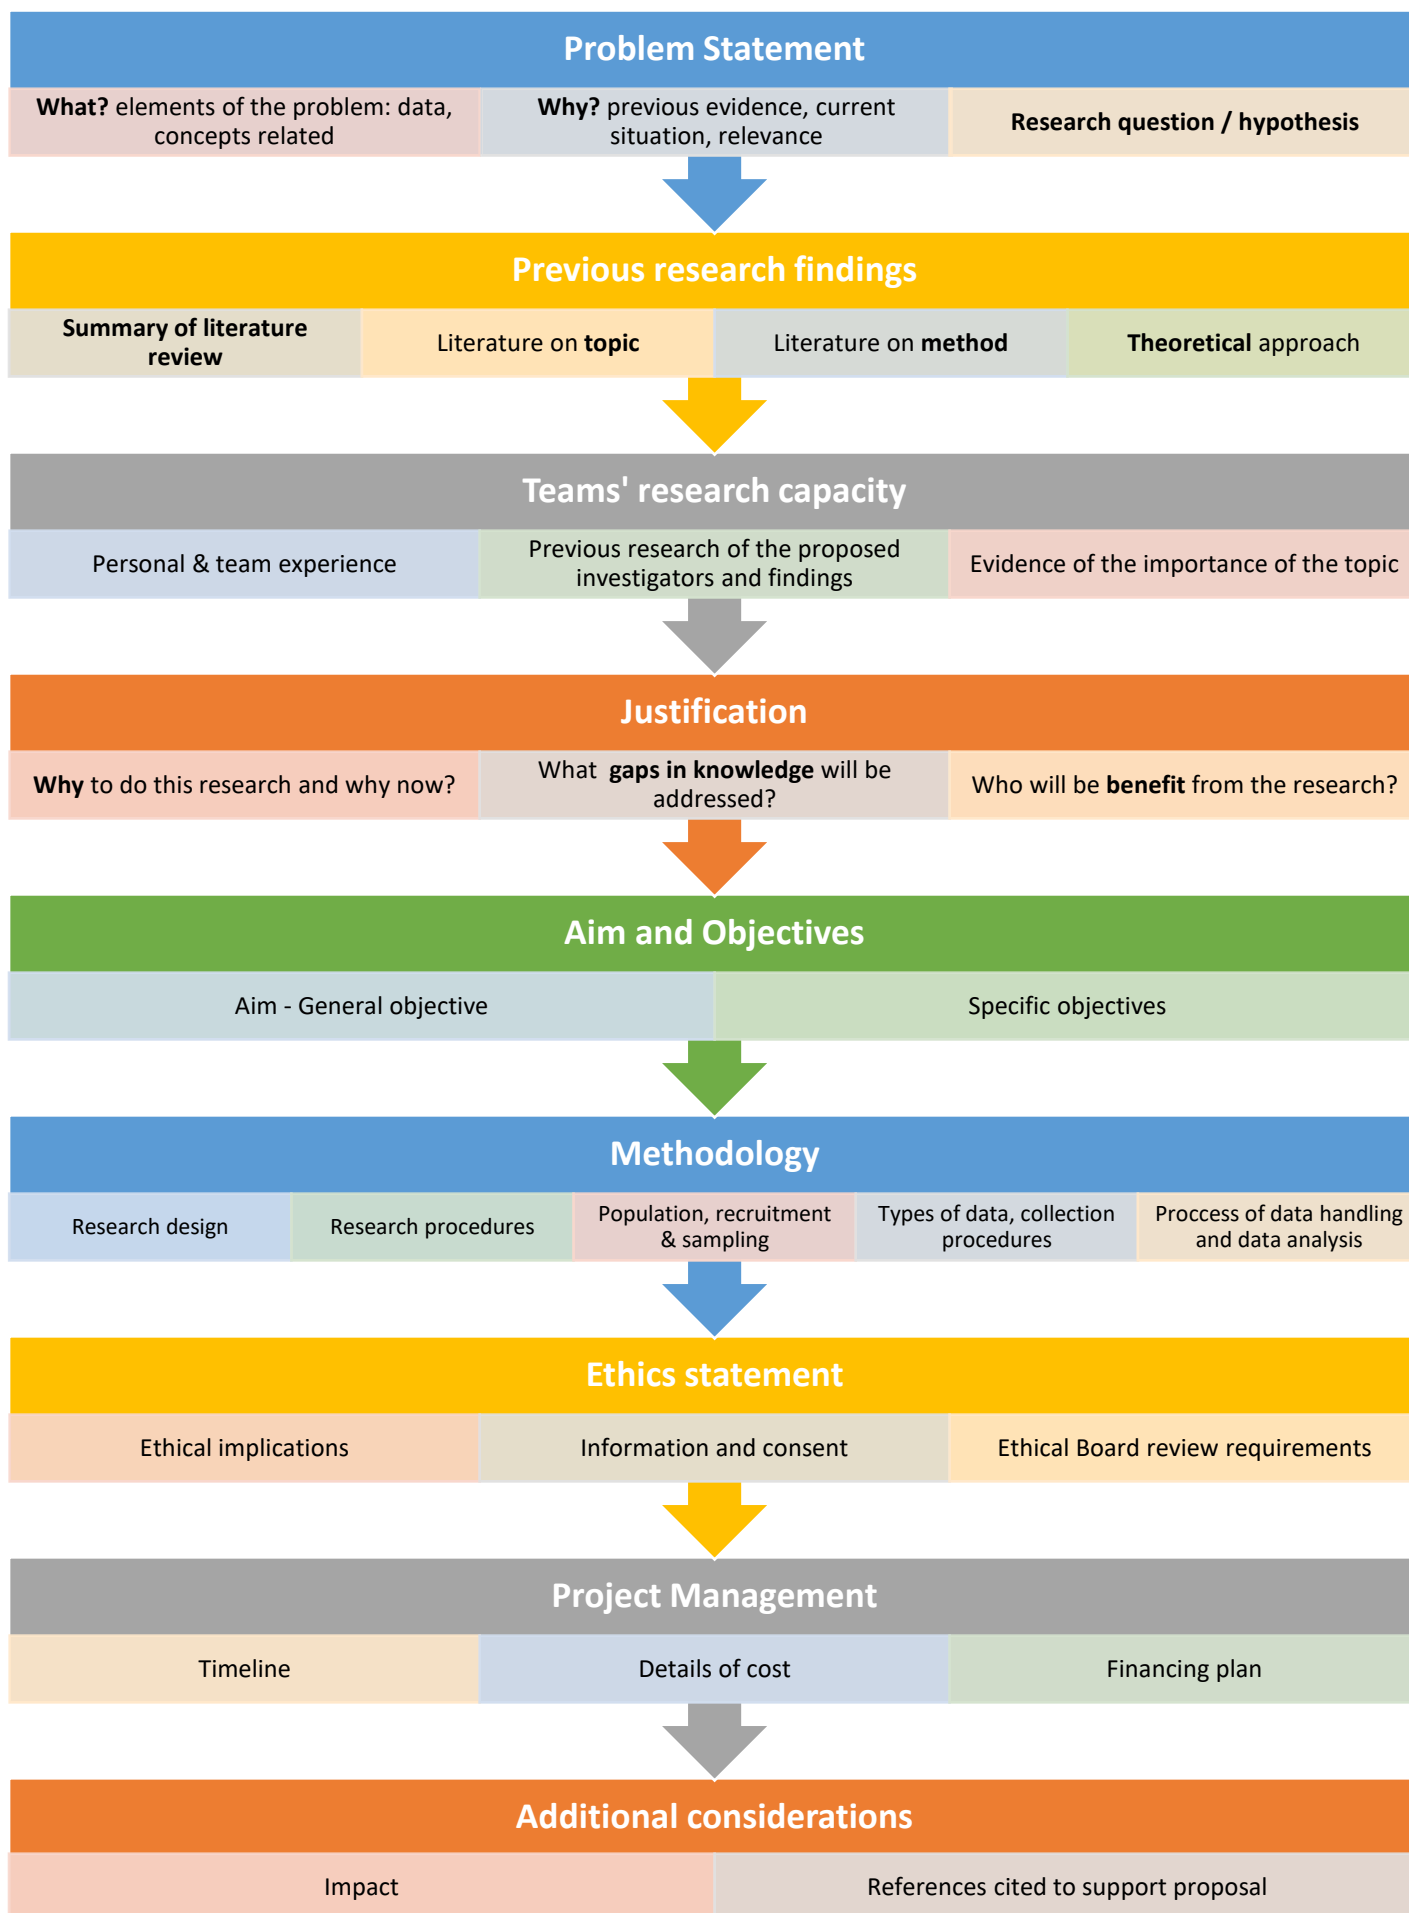 Problem Statement
What? elements of the problem: data,
concepts related
Why? previous evidence, current
situation, relevance
Research question / hypothesis
Previous research findings
Summary of literature
review
Literature on topic
Literature on method
Theoretical approach
Teams' research capacity
Personal & team experience
Previous research of the proposed
investigators and findings
Evidence of the importance of the topic
Justification
Why to do this research and why now?
What gaps in knowledge will be
addressed?
Who will be benefit from the research?
Aim and Objectives
Aim - General objective
Specific objectives
Methodology
Research design
Research procedures
Population, recruitment
& sampling
Types of data, collection
procedures
Proccess of data handling
and data analysis
Ethics statement
Ethical implications
Information and consent
Ethical Board review requirements
Project Management
Timeline
Details of cost
Financing plan
Additional considerations
Impact
References cited to support proposal